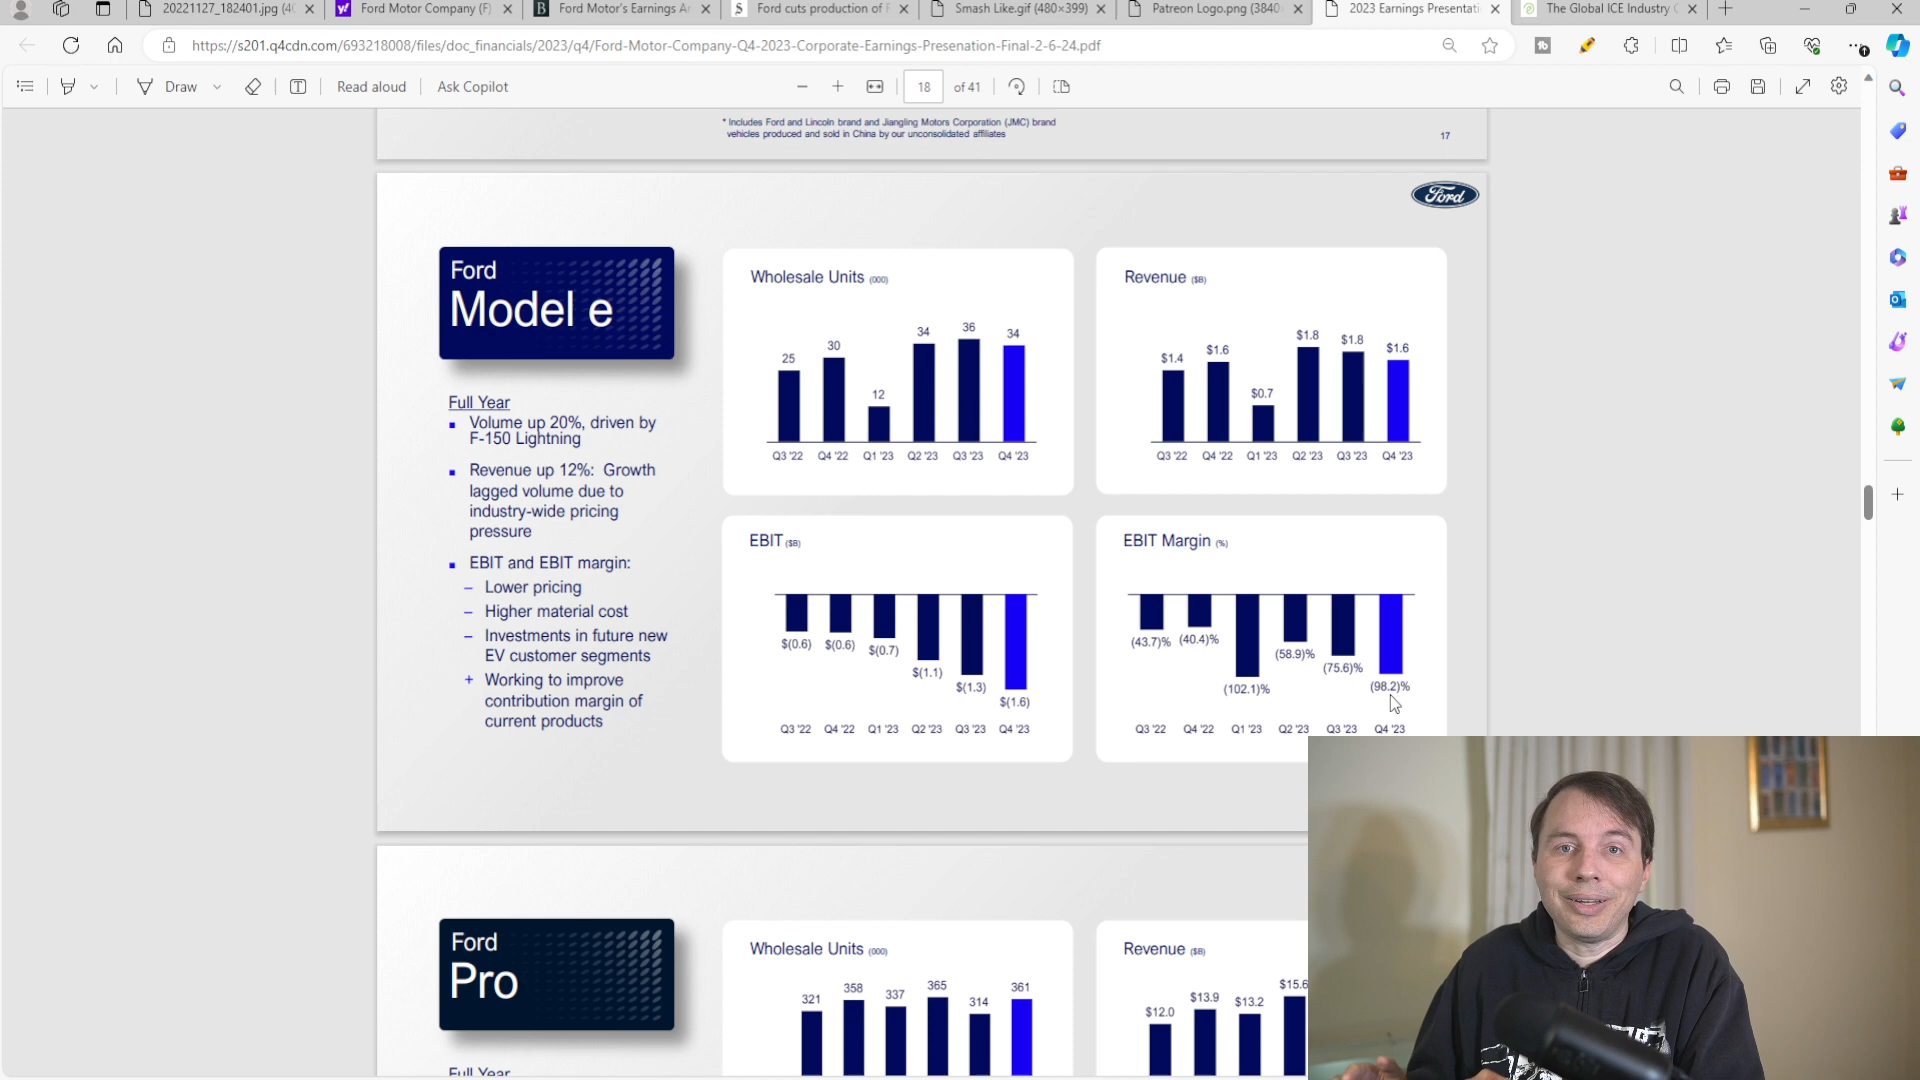 20221127_182401.jpg (4
Ford Motor Company (F)
Ford Motor's Earnings Ar
Ford cuts production of F
Smash Like.gif (480×399)
Patreon Logo.png (3840
2023 Earnings Presentati
The Global ICE Industry
https://s201.q4cdn.com/693218008/files/doc_financials/2023/q4/Ford-Motor-Company-Q4-2023-Corporate-Earnings-Presenation-Final-2-6-24.pdf
Draw
Read aloud
Ask Copilot
18 of 41
* Includes Ford and Lincoln brand and Jiangling Motors Corporation (JMC) brand
vehicles produced and sold in China by our unconsolidated affiliates
17
Ford
Ford
Model e
Full Year
Volume up 20%, driven by
F-150 Lightning
Revenue up 12%: Growth
lagged volume due to
industry-wide pricing
pressure
EBIT and EBIT margin:
– Lower pricing
– Higher material cost
– Investments in future new
EV customer segments
+ Working to improve
contribution margin of
current products
Wholesale Units (000)
25 30 12 34 36 34
Q3 '22 Q4 '22 Q1 '23 Q2 '23 Q3 '23 Q4 '23
Revenue ($B)
$1.4 $1.6 $0.7 $1.8 $1.8 $1.6
Q3 '22 Q4 '22 Q1 '23 Q2 '23 Q3 '23 Q4 '23
EBIT ($B)
$(0.6) $(0.6) $(0.7) $(1.1) $(1.3) $(1.6)
Q3 '22 Q4 '22 Q1 '23 Q2 '23 Q3 '23 Q4 '23
EBIT Margin (%)
(43.7)% (40.4)% (102.1)% (58.9)% (75.6)% (98.2)%
Q3 '22 Q4 '22 Q1 '23 Q2 '23 Q3 '23 Q4 '23
Ford
Pro
Full Year
Wholesale Units (000)
321 358 337 365 314 361
Revenue ($B)
$12.0 $13.9 $13.2 $15.6